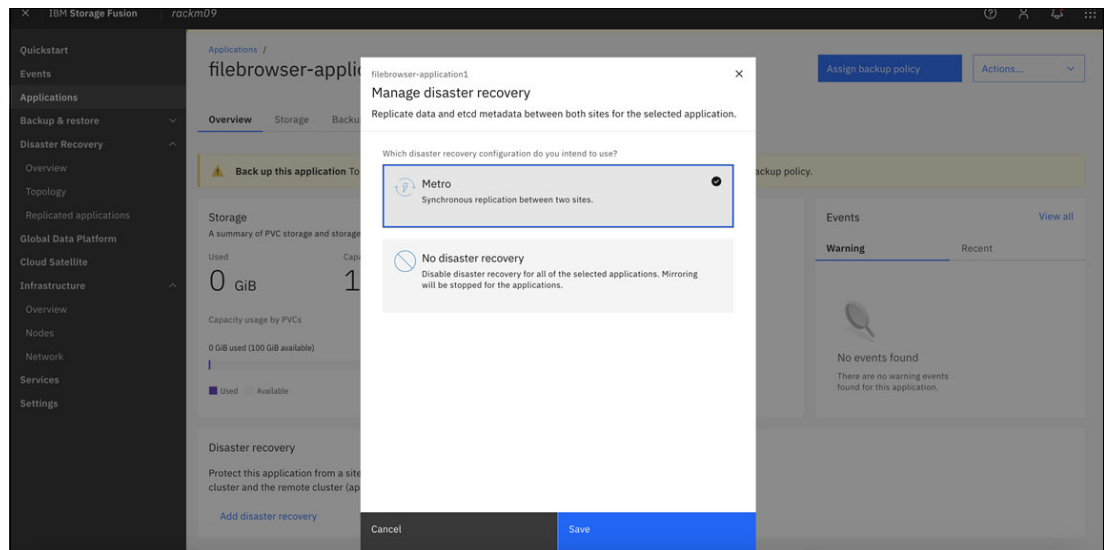 IBM Storage Fusion
rackm09
Quickstart
Events
Applications
Backup & restore
Disaster Recovery
Overview
Topology
Replicated applications
Global Data Platform
Cloud Satellite
Infrastructure
Overview
Nodes
Network
Services
Settings
Applications /
filebrowser-applic
Assign backup policy
Actions...
Overview Storage Backu
Back up this application To
ackup policy.
Storage
A summary of PVC storage and storage
Used Capa
0 GiB 1
Capacity usage by PVCs
0 GiB used (100 GiB available)
Used Available
Disaster recovery
Protect this application from a site
cluster and the remote cluster (ap
Add disaster recovery
filebrowser-application1
Manage disaster recovery
Replicate data and etcd metadata between both sites for the selected application.
Which disaster recovery configuration do you intend to use?
Metro
Synchronous replication between two sites.
No disaster recovery
Disable disaster recovery for all of the selected applications. Mirroring
will be stopped for the applications.
Cancel
Save
Events
View all
Warning Recent
No events found
There are no warning events
found for this application.